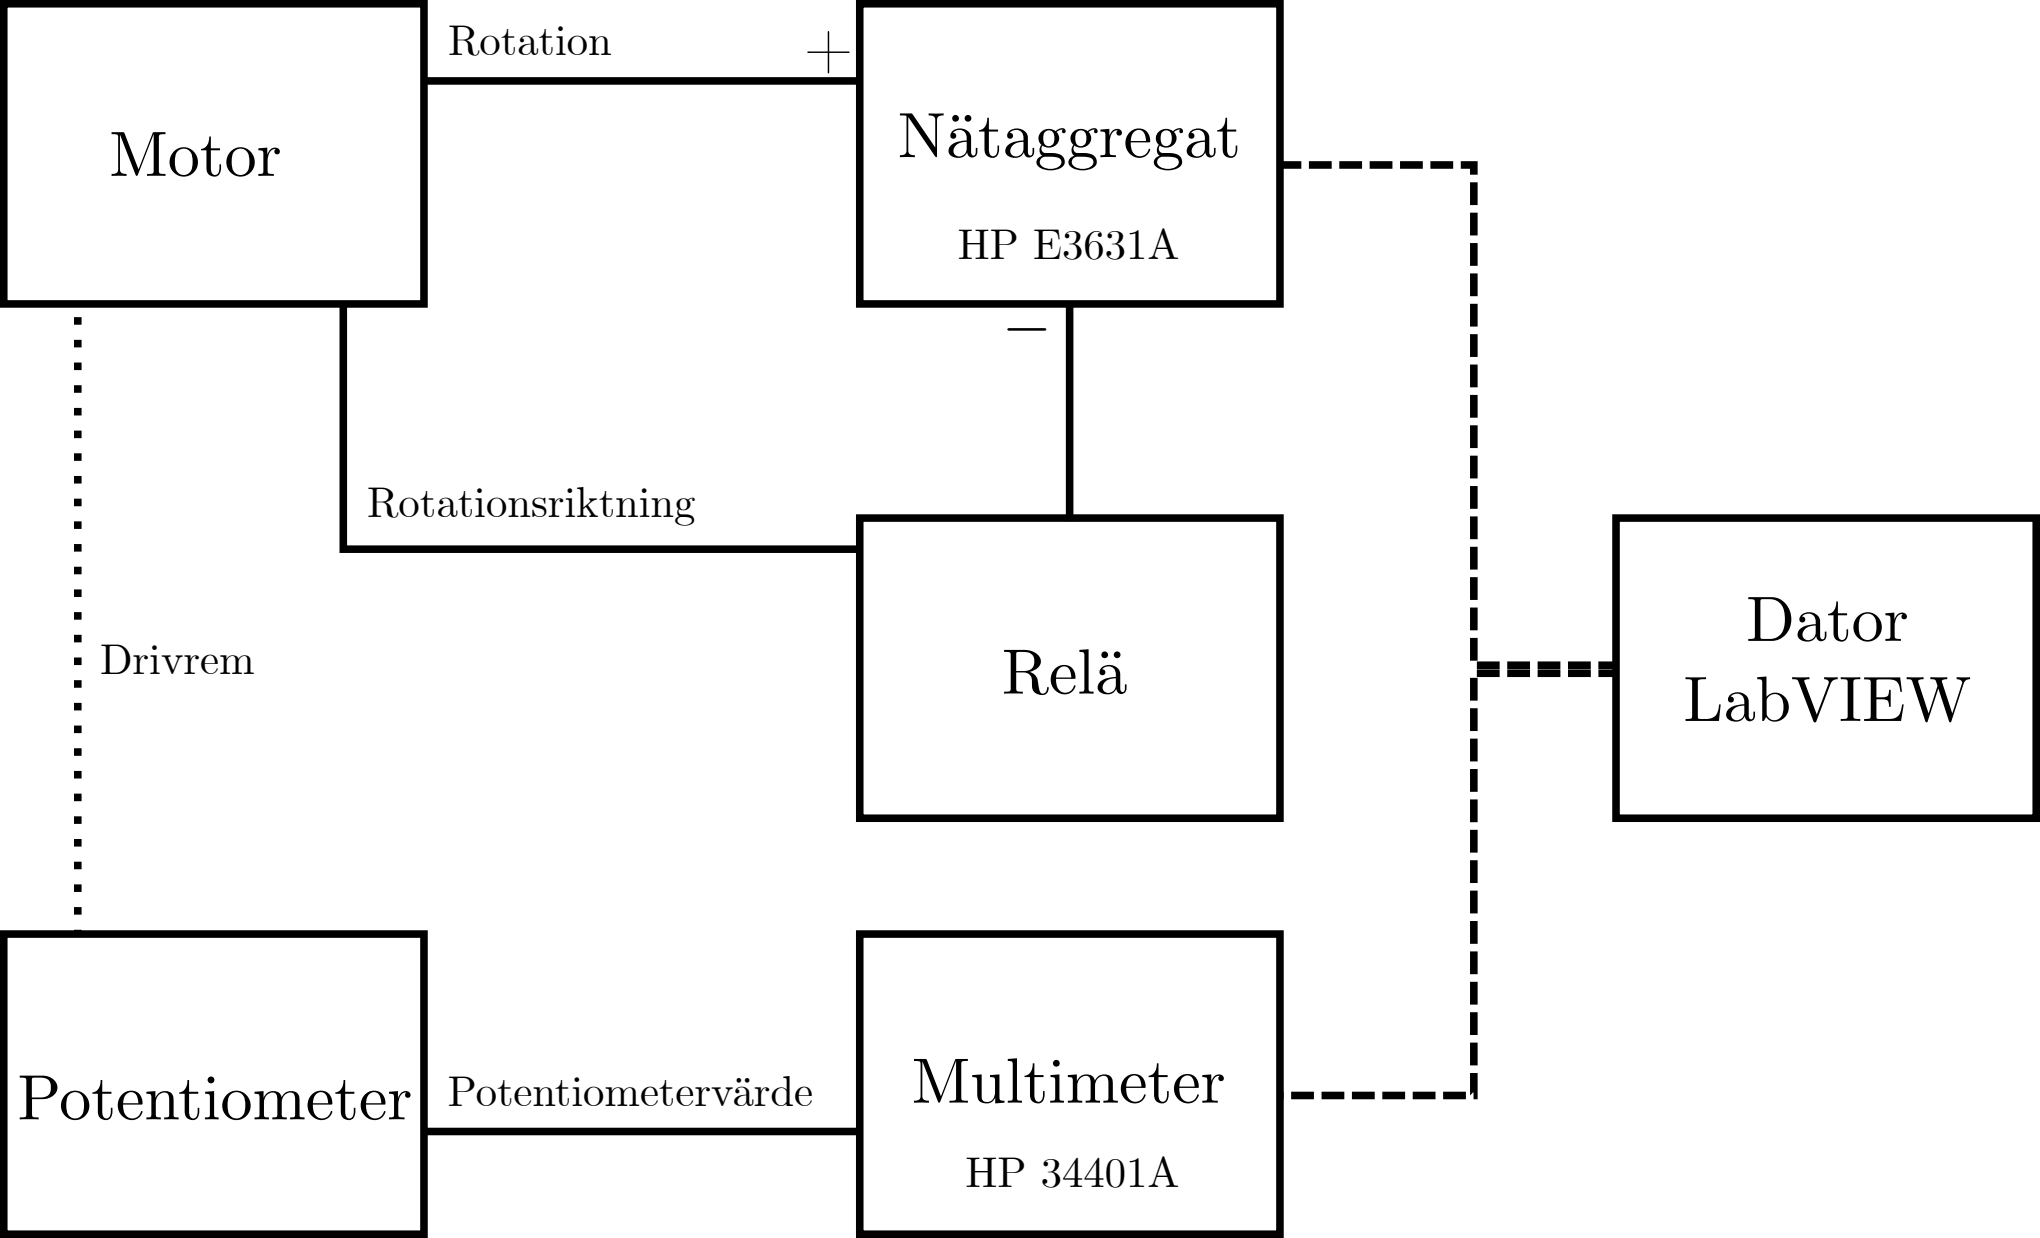 Rotation
+
Motor
Nätaggregat
HP E3631A
−
Rotationsriktning
Drivrem
Relä
Dator
LabVIEW
Potentiometer
Potentiometervärde
Multimeter
HP 34401A